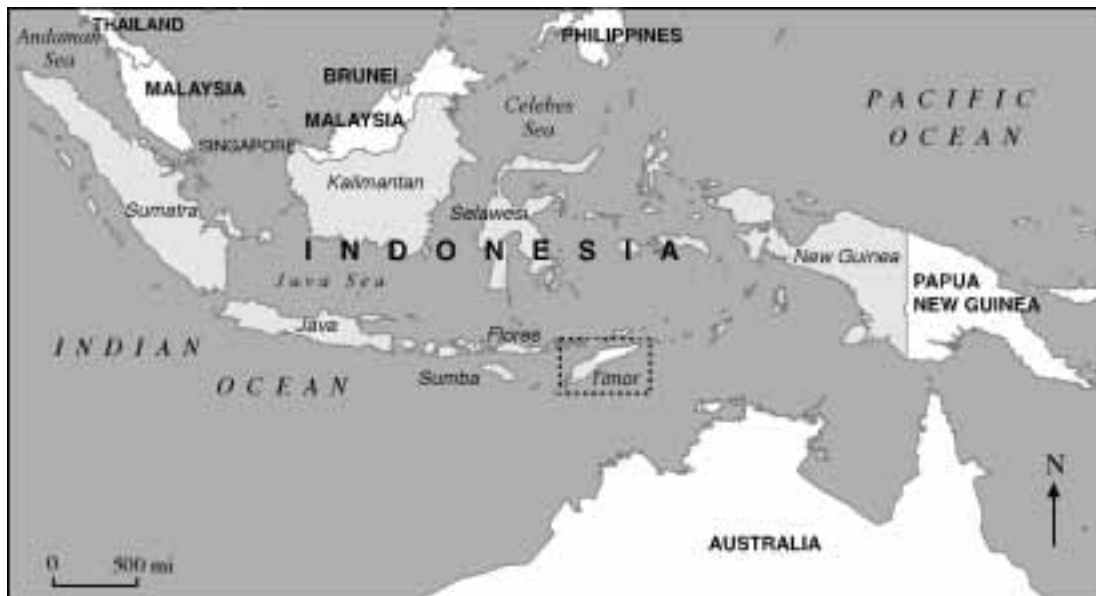 THAILAND
Andaman
Sea
MALAYSIA
SINGAPORE
BRUNEI
MALAYSIA
PHILIPPINES
Celebes
Sea
PACIFIC
OCEAN
Kalimantan
Sumatra
Selawesi
INDONESIA
New Guinea
Java Sea
PAPUA
NEW GUINEA
Java
Flores
INDIAN
OCEAN
Sumba
Timor
N
AUSTRALIA
0 500 mi